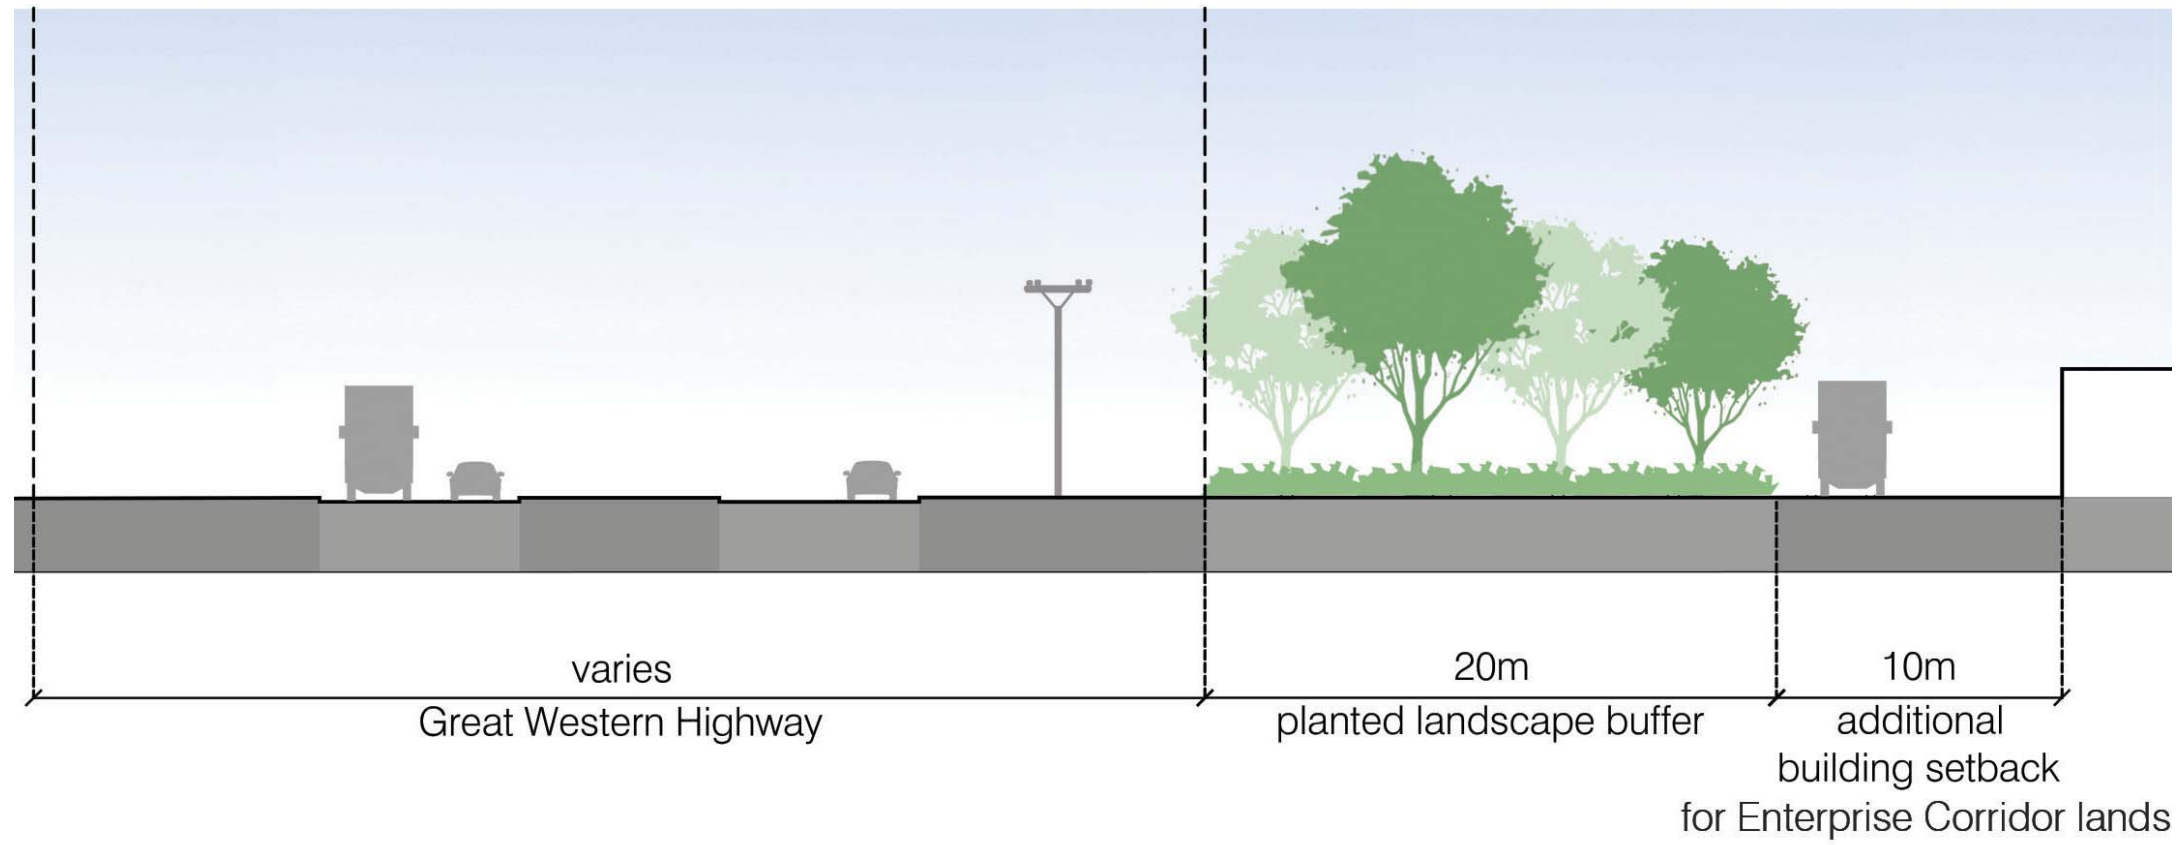 varies
20m
10m
Great Western Highway
planted landscape buffer
additional
building setback
for Enterprise Corridor lands